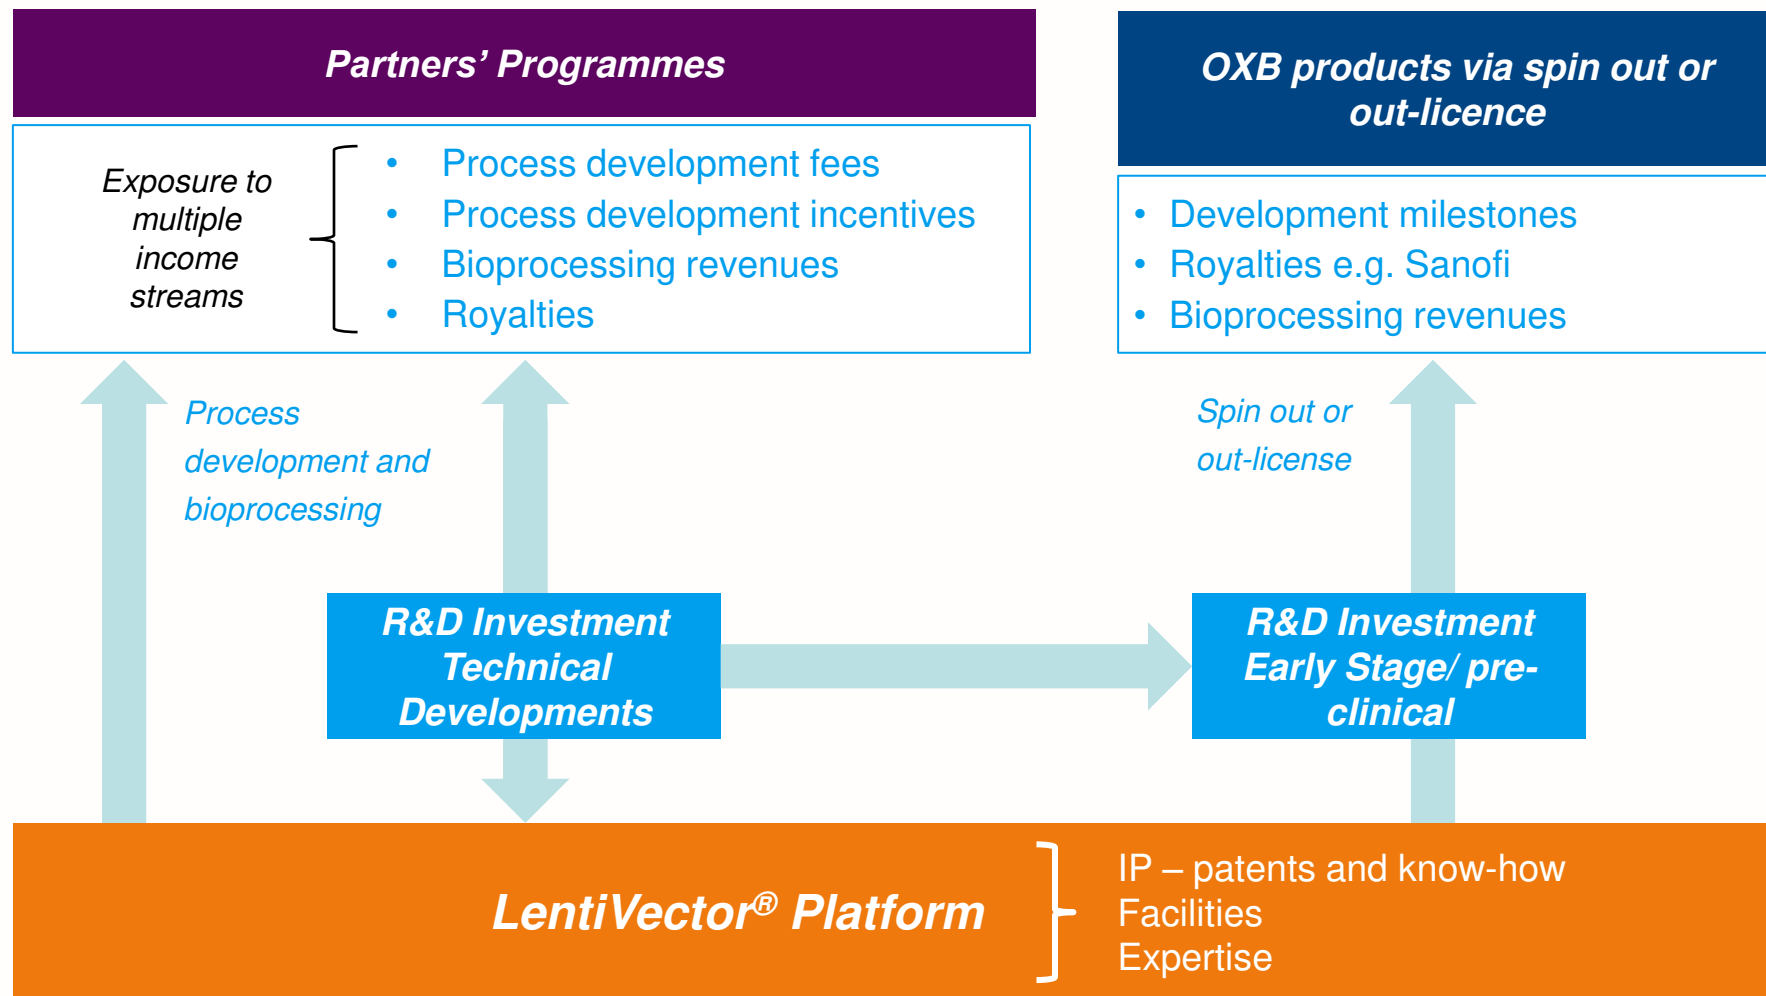 Partners’ Programmes
Exposure to
multiple
income
streams
• Process development fees
• Process development incentives
• Bioprocessing revenues
• Royalties
OXB products via spin out or
out-licence
• Development milestones
• Royalties e.g. Sanofi
• Bioprocessing revenues
Process
development and
bioprocessing
Spin out or
out-license
R&D Investment
Technical
Developments
R&D Investment
Early Stage/ pre-
clinical
LentiVector® Platform
IP – patents and know-how
Facilities
Expertise